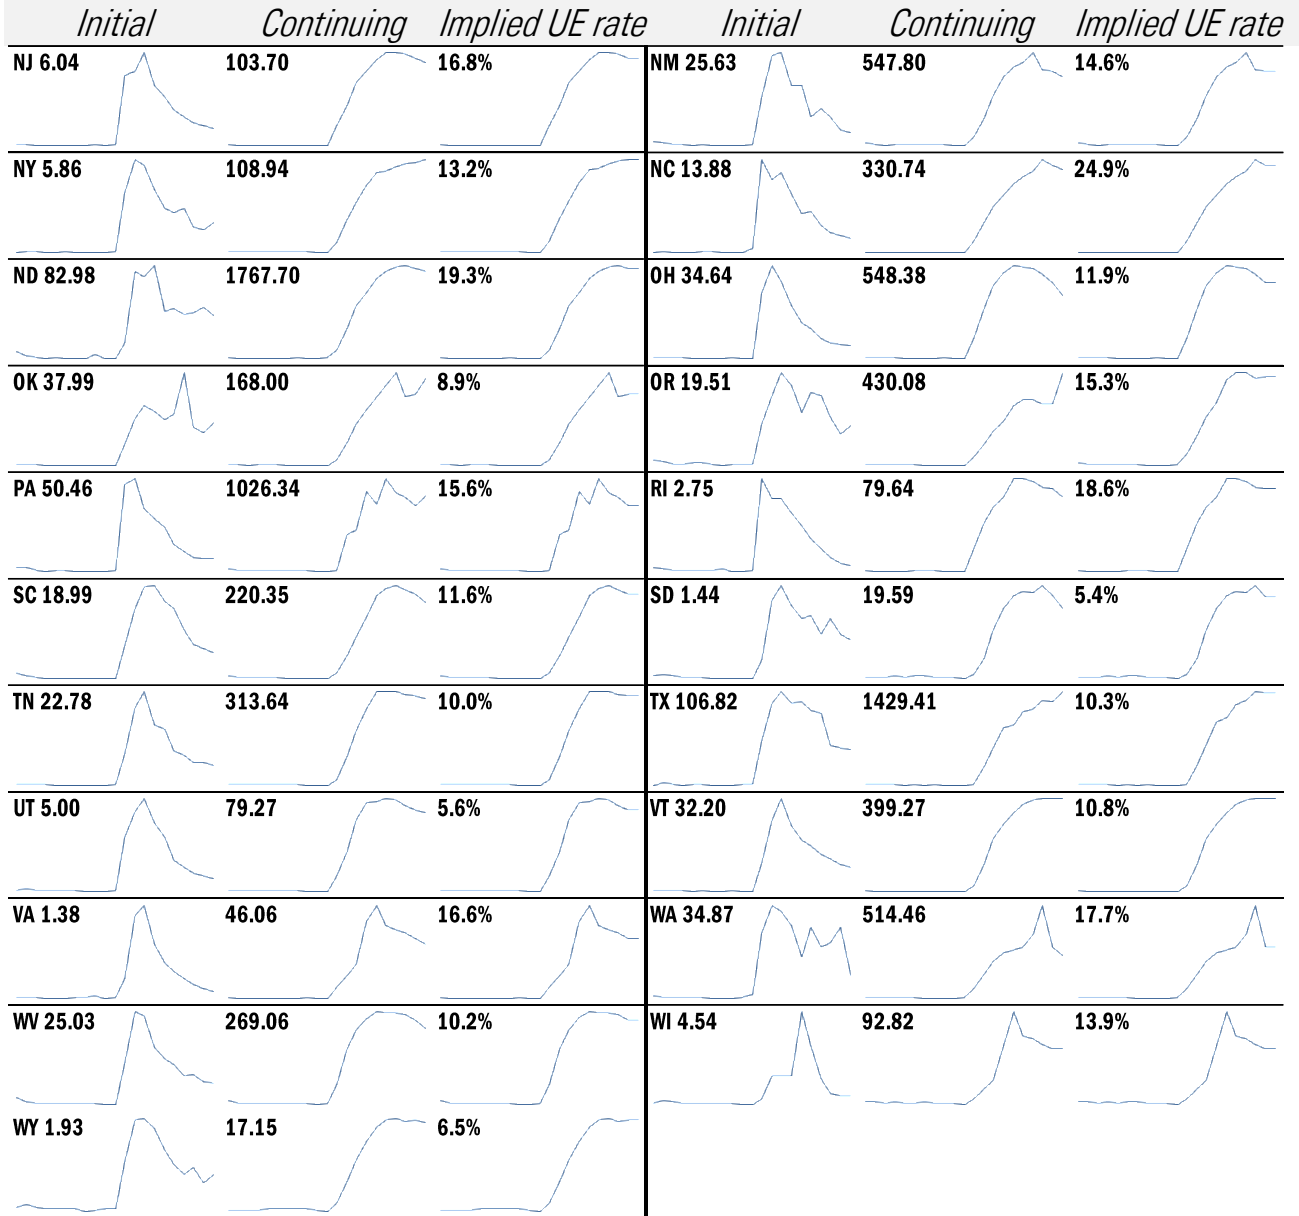 Initial Continuing Implied UE rate Initial Continuing Implied UE rate
NJ 6.04 103.70 16.8% NM 25.63 547.80 14.6%
NY 5.86 108.94 13.2% NC 13.88 330.74 24.9%
ND 82.98 1767.70 19.3% OH 34.64 548.38 11.9%
OK 37.99 168.00 8.9% OR 19.51 430.08 15.3%
PA 50.46 1026.34 15.6% RI 2.75 79.64 18.6%
SC 18.99 220.35 11.6% SD 1.44 19.59 5.4%
TN 22.78 313.64 10.0% TX 106.82 1429.41 10.3%
UT 5.00 79.27 5.6% VT 32.20 399.27 10.8%
VA 1.38 46.06 16.6% WA 34.87 514.46 17.7%
WV 25.03 269.06 10.2% WI 4.54 92.82 13.9%
WY 1.93 17.15 6.5%